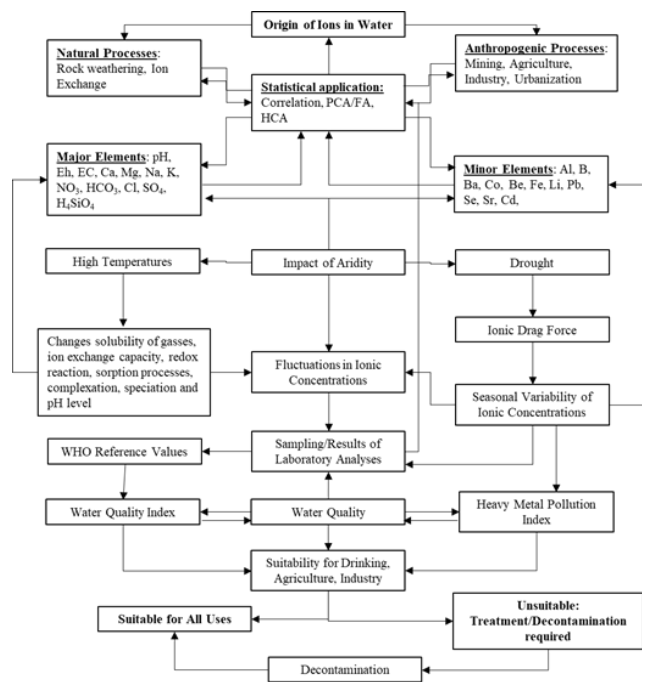 Origin of Ions in Water
Natural Processes:
Rock weathering, Ion
Exchange
Anthropogenic Processes:
Mining, Agriculture,
Industry, Urbanization
Statistical application:
Correlation, PCA/FA,
HCA
Major Elements: pH,
Eh, EC, Ca, Mg, Na, K,
NO3, HCO3, Cl, SO4,
H4SiO4
Minor Elements: Al, B,
Ba, Co, Be, Fe, Li, Pb,
Se, Sr, Cd,
High Temperatures
Impact of Aridity
Drought
Ionic Drag Force
Changes solubility of gasses,
ion exchange capacity, redox
reaction, sorption processes,
complexation, speciation and
pH level
Fluctuations in Ionic
Concentrations
Seasonal Variability of
Ionic Concentrations
WHO Reference Values
Sampling/Results of
Laboratory Analyses
Water Quality Index
Water Quality
Heavy Metal Pollution
Index
Suitability for Drinking,
Agriculture, Industry
Suitable for All Uses
Unsuitable:
Treatment/Decontamination
required
Decontamination